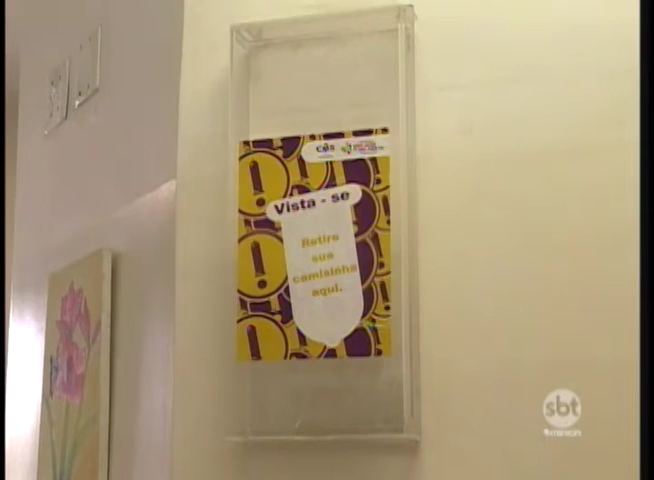 Vista - se
Retire
sua
camisinha
aqui.
sbt